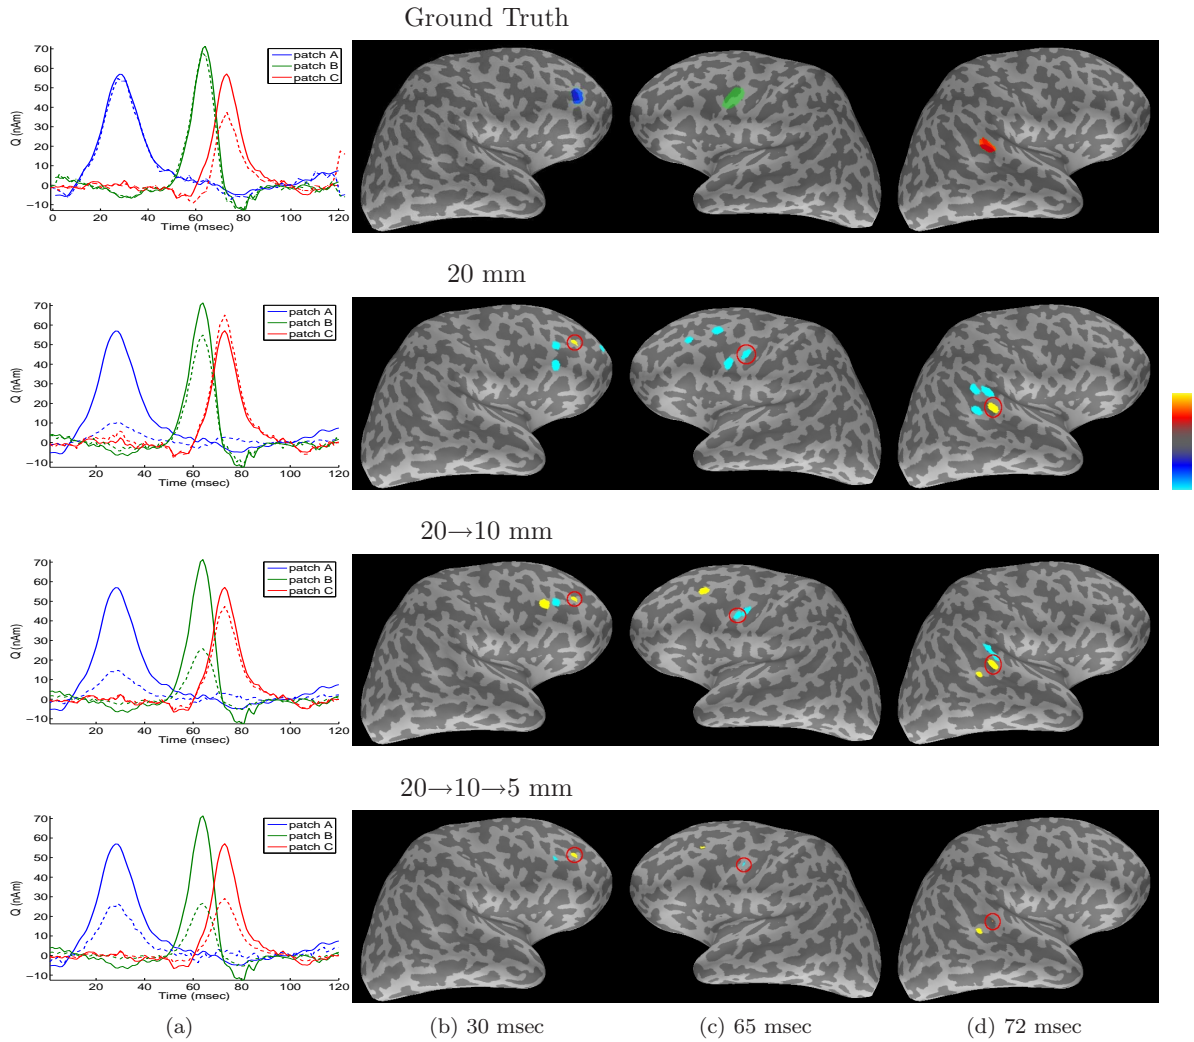 Ground Truth
Q (nAm)
70
60
50
40
30
20
10
0
−10
0 20 40 60 80 100 120
Time (msec)
patch A
patch B
patch C
20 mm
Q (nAm)
70
60
50
40
30
20
10
0
−10
20 40 60 80 100 120
Time (msec)
patch A
patch B
patch C
20→10 mm
Q (nAm)
70
60
50
40
30
20
10
0
−10
20 40 60 80 100 120
Time (msec)
patch A
patch B
patch C
20→10→5 mm
Q (nAm)
70
60
50
40
30
20
10
0
−10
20 40 60 80 100 120
Time (msec)
patch A
patch B
patch C
(a) (b) 30 msec (c) 65 msec (d) 72 msec